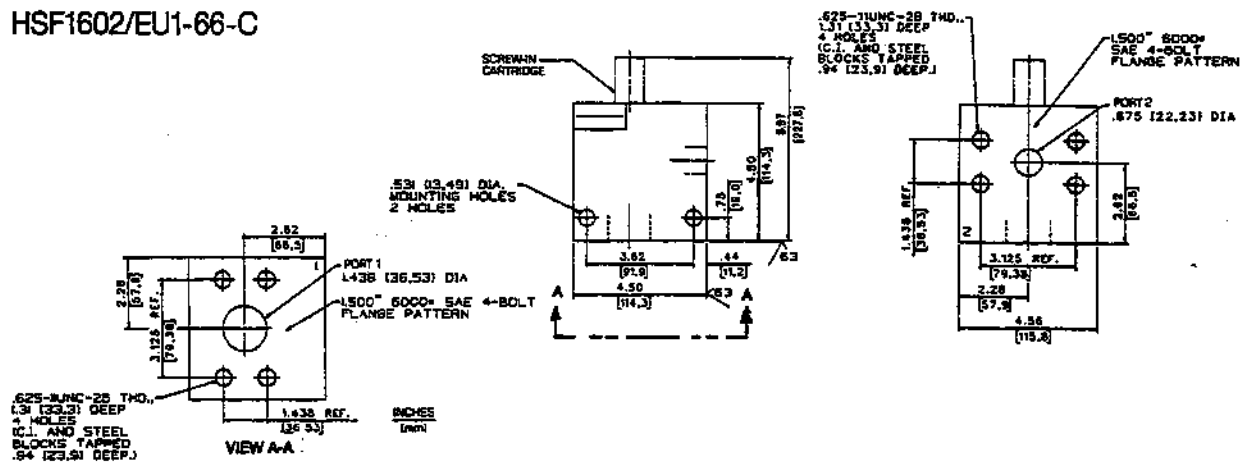 HSF1602/EU1-66-C
SCREW-IN
CARTRIDGE
8.97
[227,8]
4.50
[114,3]
.75
[19,0]
.531 (13,49) DIA.
MOUNTING HOLES
2 HOLES
3.62
[91,9]
.44
[11,2]
4.50
[114,3]
63
63
A
A
.625-11UNC-2B THD.,
1.31 (33,3) DEEP
4 HOLES
(C.I. AND STEEL
BLOCKS TAPPED
.94 (23,9) DEEP.)
1.500" 6000# SAE 4-BOLT
FLANGE PATTERN
PORT 2
.875 (22,23) DIA
1.438 REF.
[36,53]
2.62
[66,5]
2
3.125 REF.
[79,38]
2.28
[57,9]
4.56
[115,8]
2.62
[66,5]
1
PORT 1
1.438 (36,53) DIA
1.500" 6000# SAE 4-BOLT
FLANGE PATTERN
2.28
[57,9]
3.125 REF.
[79,38]
.625-11UNC-2B THD.,
1.31 (33,3) DEEP
4 HOLES
(C.I. AND STEEL
BLOCKS TAPPED
.94 (23,9) DEEP.)
1.438 REF.
[36,53]
INCHES
[mm]
VIEW A-A